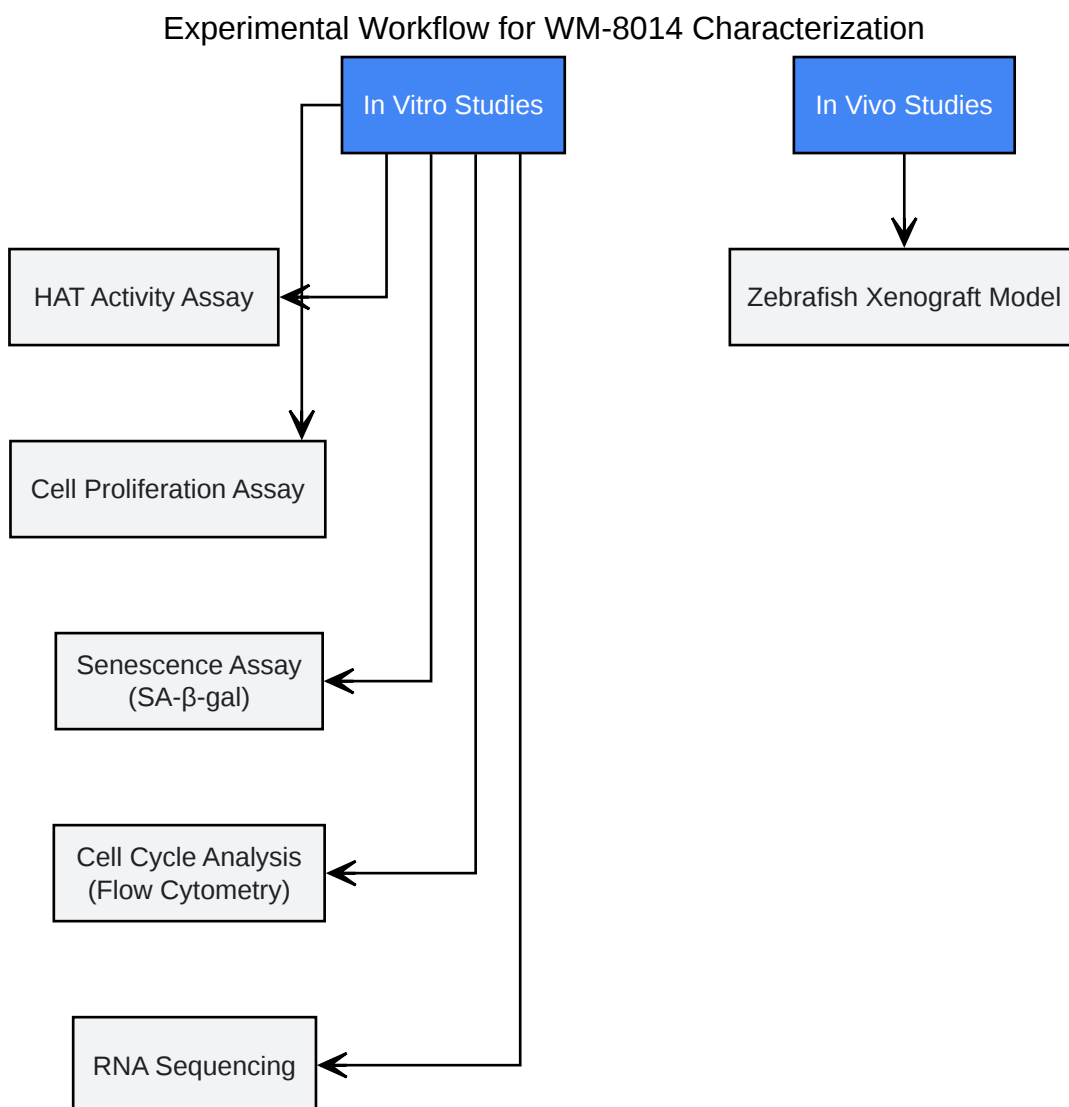 Experimental Workflow for WM-8014 Characterization
In Vitro Studies
In Vivo Studies
HAT Activity Assay
Zebrafish Xenograft Model
Cell Proliferation Assay
Senescence Assay
(SA-β-gal)
Cell Cycle Analysis
(Flow Cytometry)
RNA Sequencing